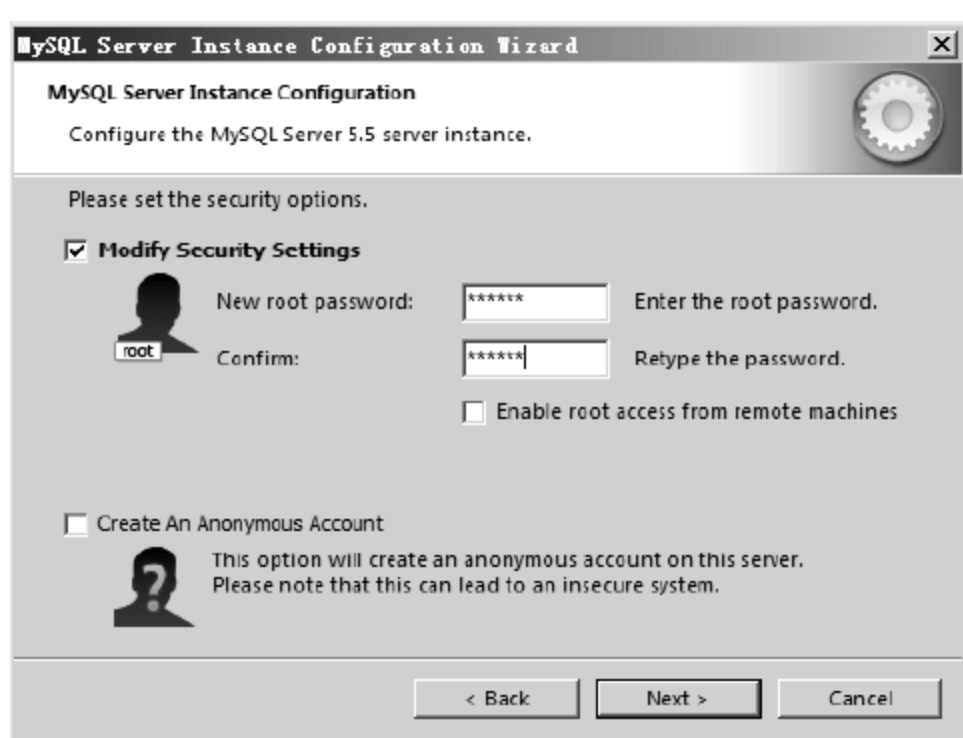 MySQL Server Instance Configuration Wizard
MySQL Server Instance Configuration
Configure the MySQL Server 5.5 server instance.
Please set the security options.
Modify Security Settings
New root password: ****** Enter the root password.
root
Confirm: ****** Retype the password.
Enable root access from remote machines
Create An Anonymous Account
This option will create an anonymous account on this server.
Please note that this can lead to an insecure system.
< Back Next > Cancel